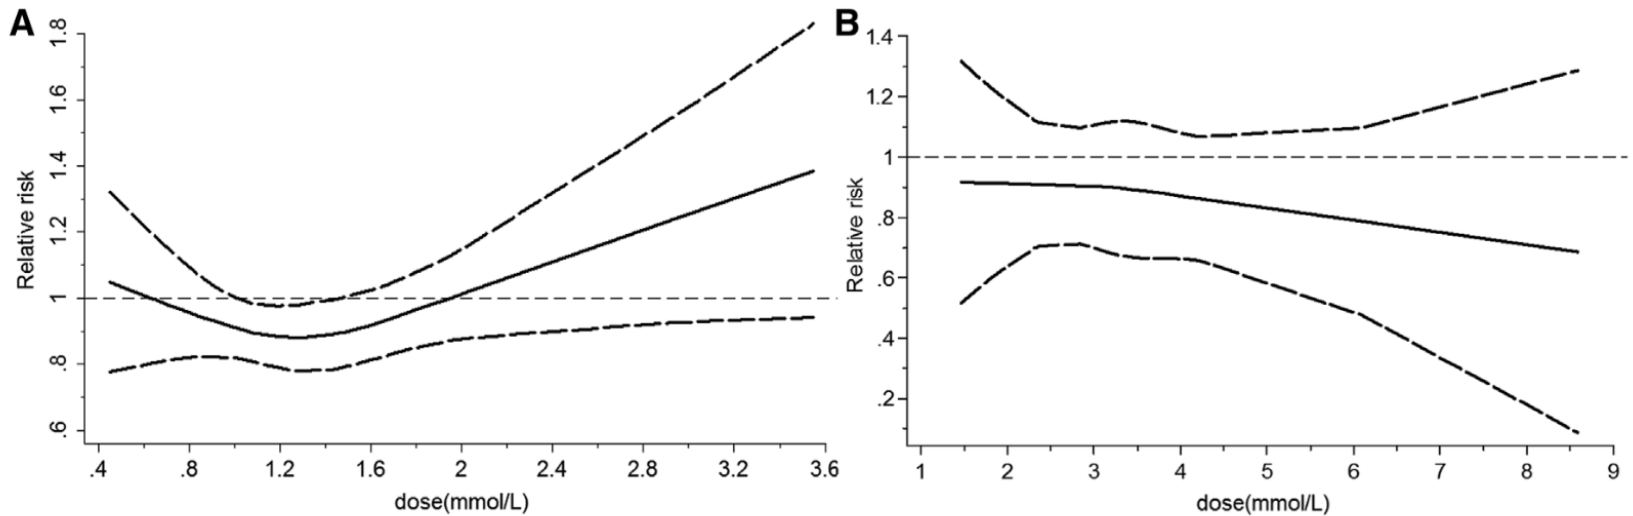 A
Relative risk
1.8
1.6
1.4
1.2
1
.8
.6
.4 .8 1.2 1.6 2 2.4 2.8 3.2 3.6
dose(mmol/L)
B
Relative risk
1.4
1.2
1
.8
.6
.4
.2
1 2 3 4 5 6 7 8 9
dose(mmol/L)